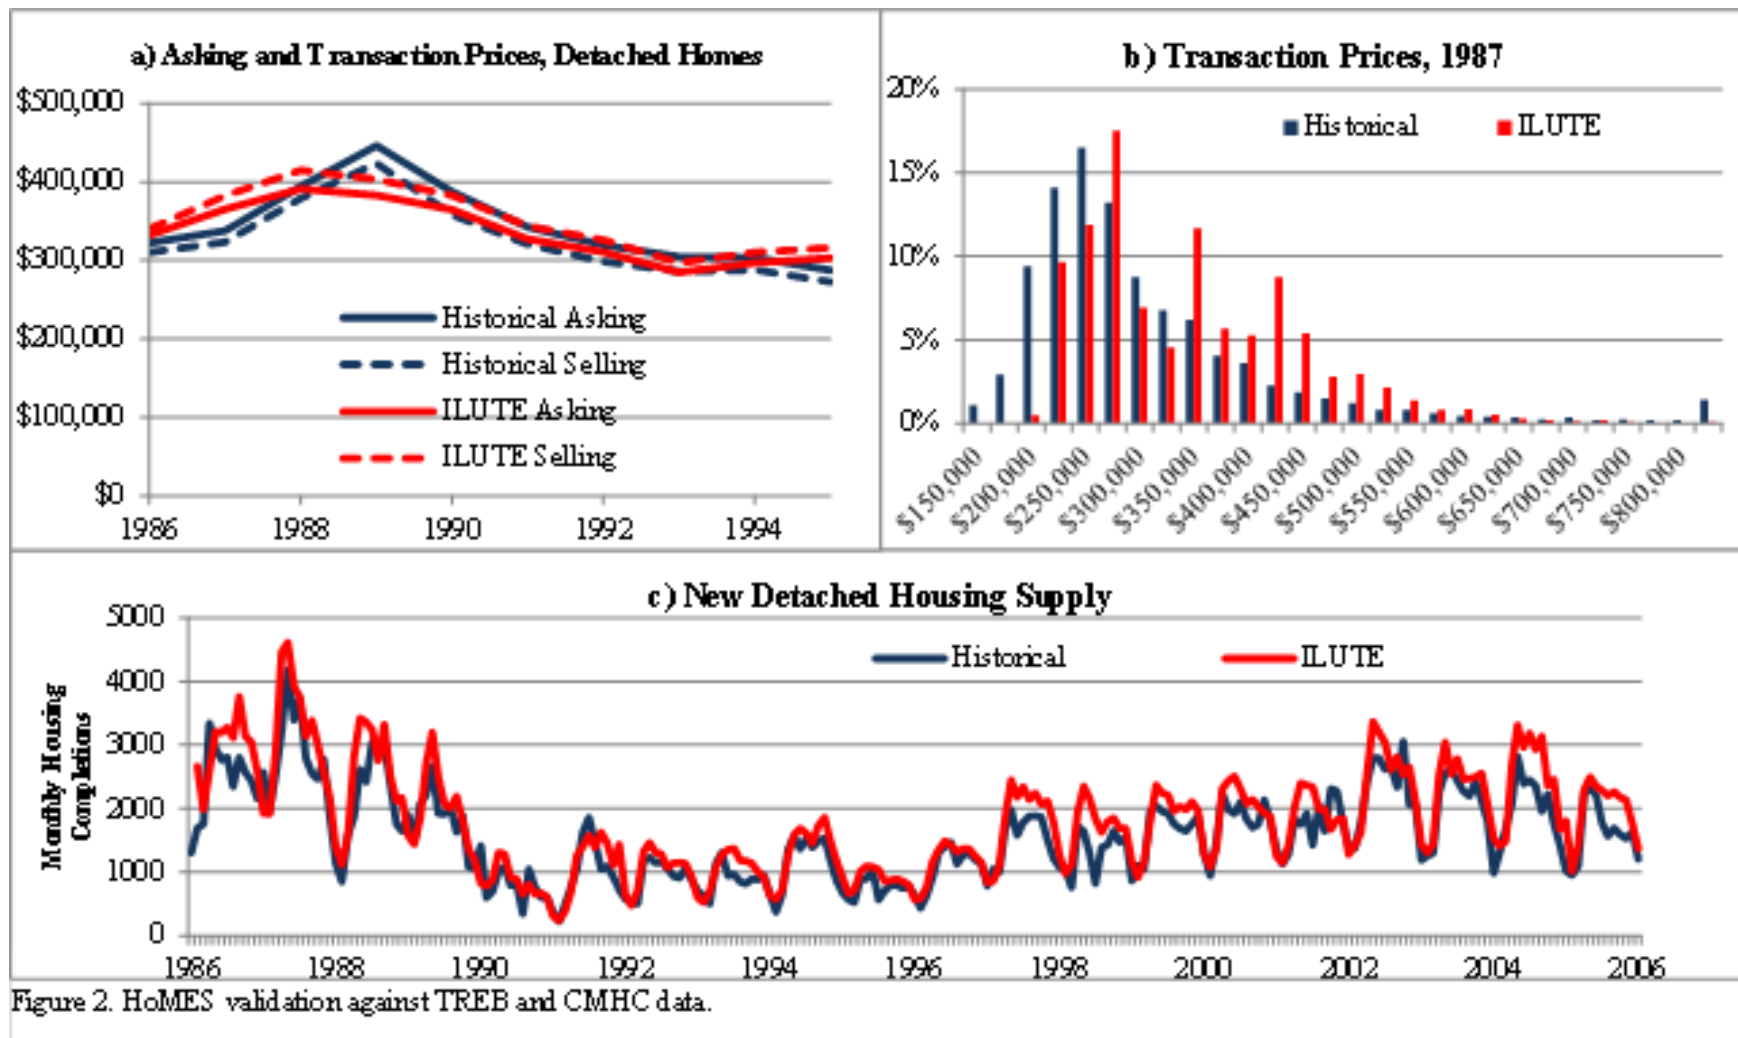 a) Asking and Transaction Prices, Detached Homes
$500,000
$400,000
$300,000
$200,000
$100,000
$0
1986 1988 1990 1992 1994
Historical Asking
Historical Selling
ILUTE Asking
ILUTE Selling
b) Transaction Prices, 1987
20%
15%
10%
5%
0%
Historical ILUTE
$150,000 $200,000 $250,000 $300,000 $350,000 $400,000 $450,000 $500,000 $550,000 $600,000 $650,000 $700,000 $750,000 $800,000
c) New Detached Housing Supply
Monthly Housing
Completions
5000
4000
3000
2000
1000
0
Historical ILUTE
1986 1988 1990 1992 1994 1996 1998 2000 2002 2004 2006
Figure 2. HoMES validation against TREB and CMHC data.